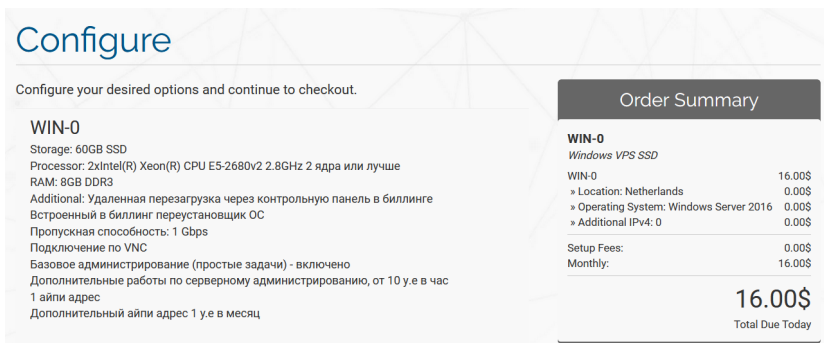 Configure
Configure your desired options and continue to checkout.
WIN-0
Storage: 60GB SSD
Processor: 2xIntel(R) Xeon(R) CPU E5-2680v2 2.8GHz 2 ядра или лучше
RAM: 8GB DDR3
Additional: Удаленная перезагрузка через контрольную панель в биллинге
Встроенный в биллинг переустановщик ОС
Пропускная способность: 1 Gbps
Подключение по VNC
Базовое администрирование (простые задачи) - включено
Дополнительные работы по серверному администрированию, от 10 у.е в час
1 айпи адрес
Дополнительный айпи адрес 1 у.е в месяц
Order Summary
WIN-0
Windows VPS SSD
WIN-0 16.00$
» Location: Netherlands 0.00$
» Operating System: Windows Server 2016 0.00$
» Additional IPv4: 0 0.00$
Setup Fees: 0.00$
Monthly: 16.00$
16.00$
Total Due Today